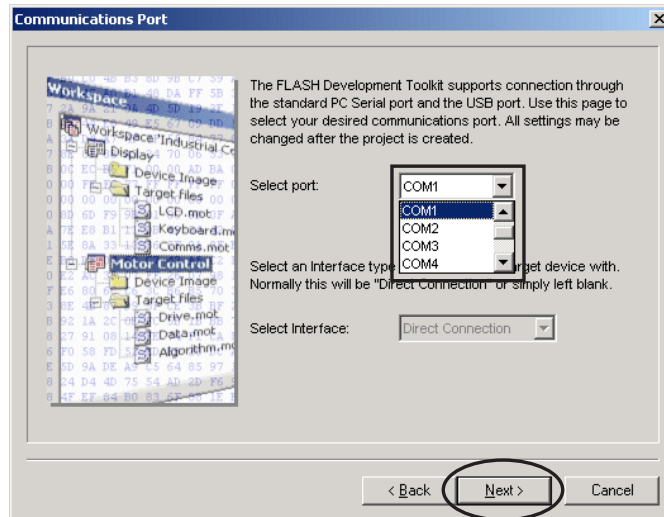 Communications Port
The FLASH Development Toolkit supports connection through
the standard PC Serial port and the USB port. Use this page to
select your desired communications port. All settings may be
changed after the project is created.
Select port:
COM1
COM1
COM2
COM3
COM4
Select an Interface type
rget device with.
Normally this will be "Direct Connection" or simply left blank.
Select Interface:
Direct Connection
Workspace
Workspace "Industrial Co
Display
Device Image
Target files
LCD.mot
Keyboard.m
Comms.mot
Motor Control
Device Image
Target files
Drive.mot
Data.mot
Algorithm.mo
< Back
Next >
Cancel